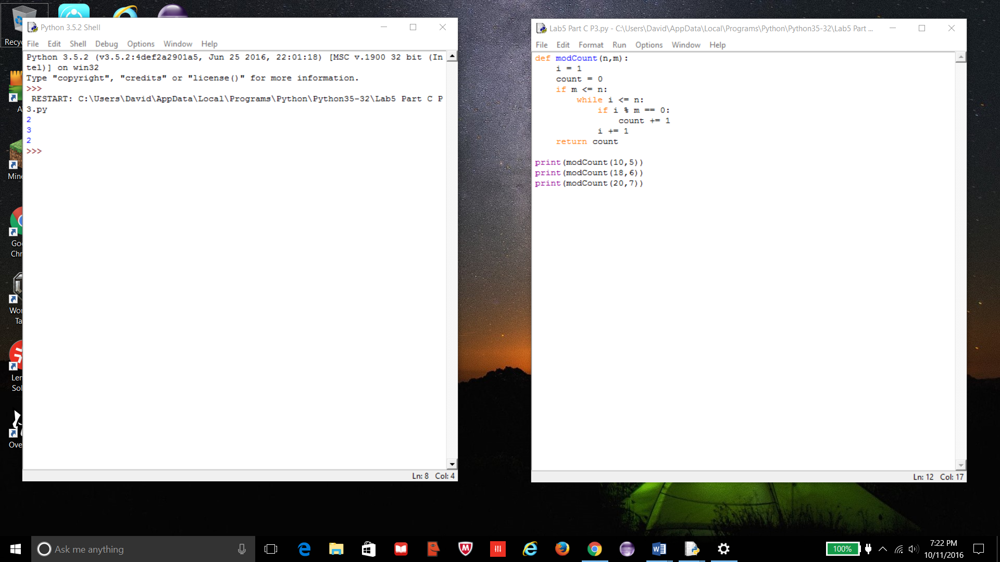 Recyc
A
Mine
Goo
Chr
Wor
Ta
Len
Sol
Ove
Python 3.5.2 Shell
File Edit Shell Debug Options Window Help
Python 3.5.2 (v3.5.2:4def2a2901a5, Jun 25 2016, 22:01:18) [MSC v.1900 32 bit (In
tel)] on win32
Type "copyright", "credits" or "license()" for more information.
>>>
 RESTART: C:\Users\David\AppData\Local\Programs\Python\Python35-32\Lab5 Part C P
3.py
2
3
2
>>>
Ln: 8 Col: 4
Lab5 Part C P3.py - C:\Users\David\AppData\Local\Programs\Python\Python35-32\Lab5 Part ...
File Edit Format Run Options Window Help
def modCount(n,m):
    i = 1
    count = 0
    if m <= n:
        while i <= n:
            if i % m == 0:
                count += 1
            i += 1
    return count

print(modCount(10,5))
print(modCount(18,6))
print(modCount(20,7))
Ln: 12 Col: 17
Ask me anything
100%
7:22 PM
10/11/2016